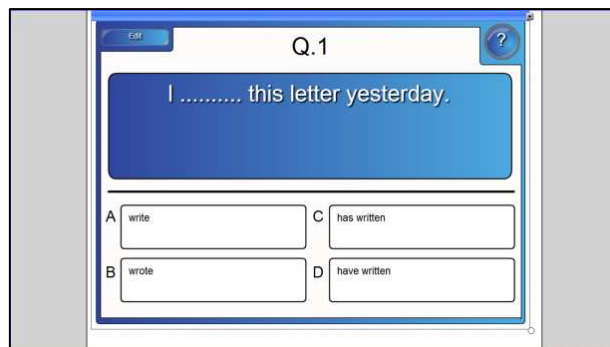 Edit
Q.1
?
I .......... this letter yesterday.
A
write
C
has written
B
wrote
D
have written